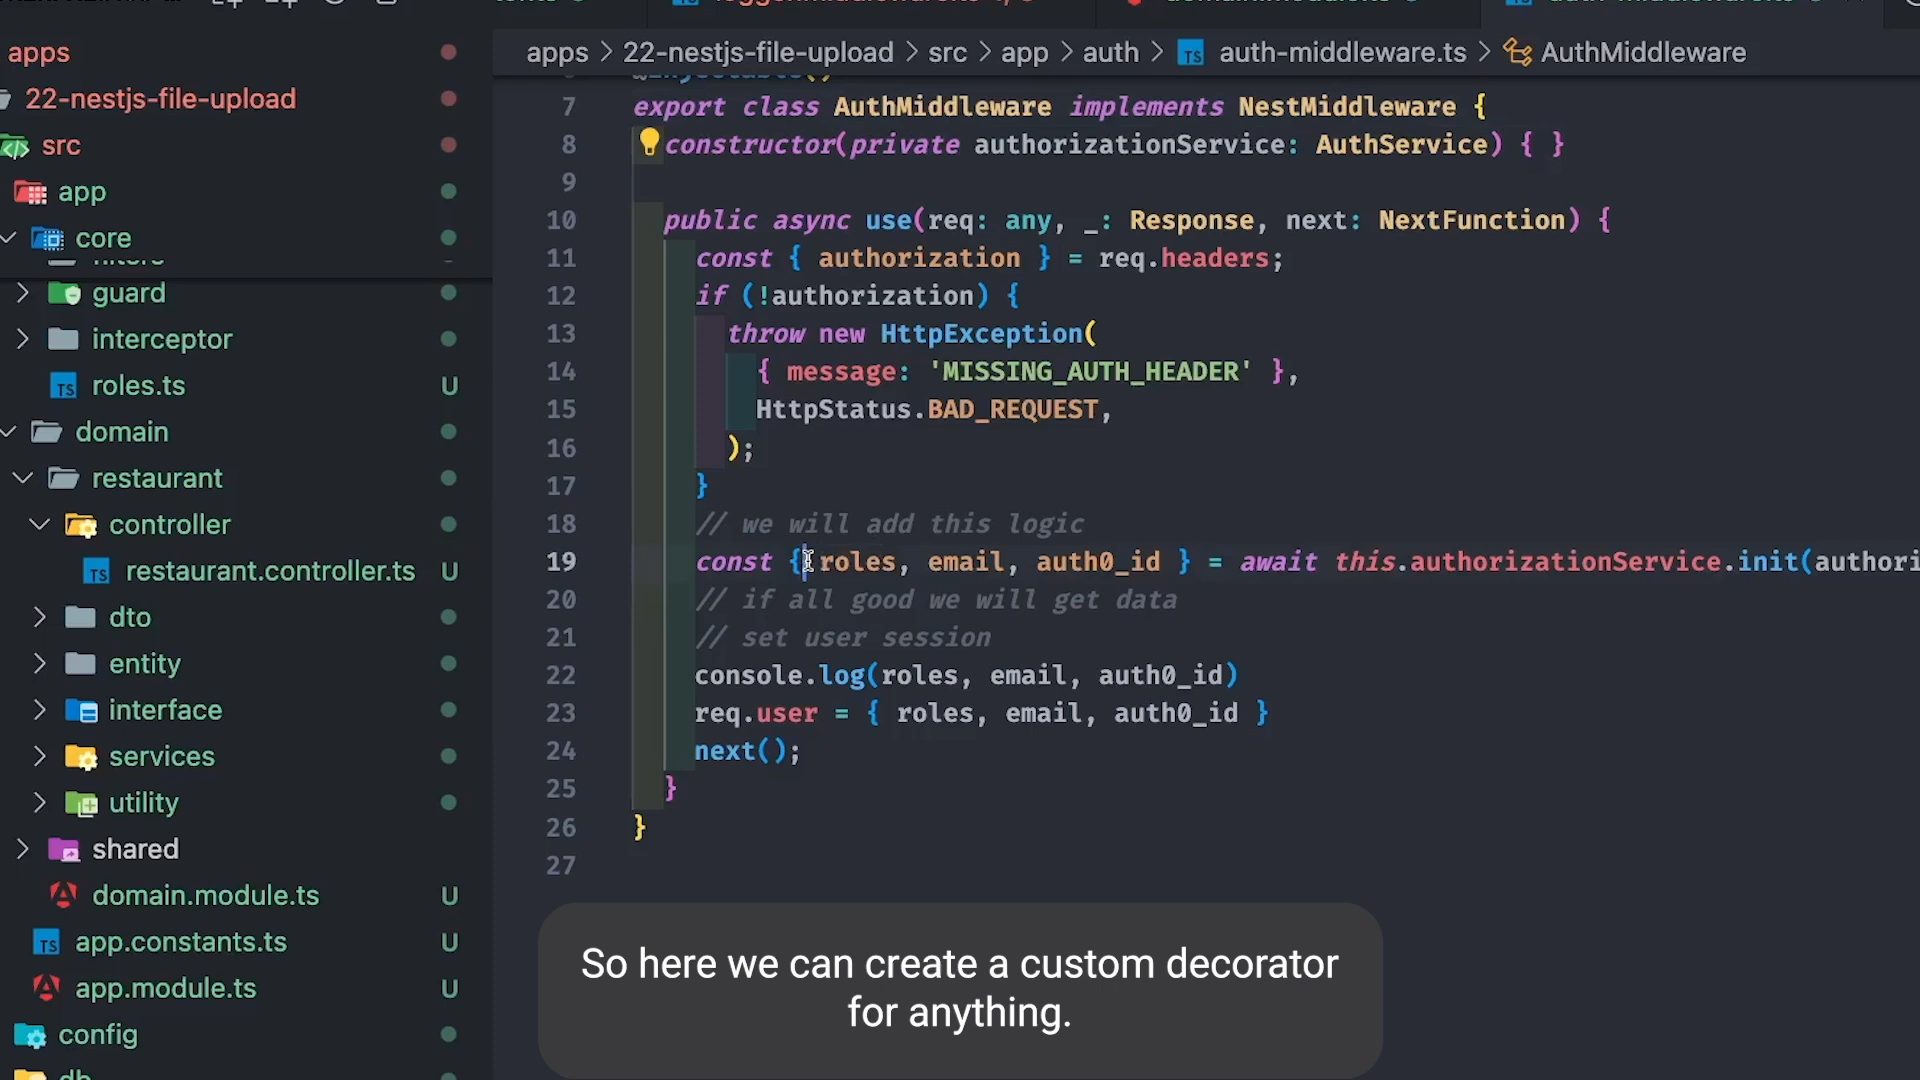 apps
22-nestjs-file-upload
src
app
core
guard
interceptor
roles.ts U
domain
restaurant
controller
restaurant.controller.ts U
dto
entity
interface
services
utility
shared
domain.module.ts U
app.constants.ts U
app.module.ts U
config
db
apps > 22-nestjs-file-upload > src > app > auth > TS auth-middleware.ts > AuthMiddleware
7 export class AuthMiddleware implements NestMiddleware {
8 constructor(private authorizationService: AuthService) { }
9
10 public async use(req: any, _: Response, next: NextFunction) {
11 const { authorization } = req.headers;
12 if (!authorization) {
13 throw new HttpException(
14 { message: 'MISSING_AUTH_HEADER' },
15 HttpStatus.BAD_REQUEST,
16 );
17 }
18 // we will add this logic
19 const { roles, email, auth0_id } = await this.authorizationService.init(authori
20 // if all good we will get data
21 // set user session
22 console.log(roles, email, auth0_id)
23 req.user = { roles, email, auth0_id }
24 next();
25 }
26 }
27
So here we can create a custom decorator
for anything.